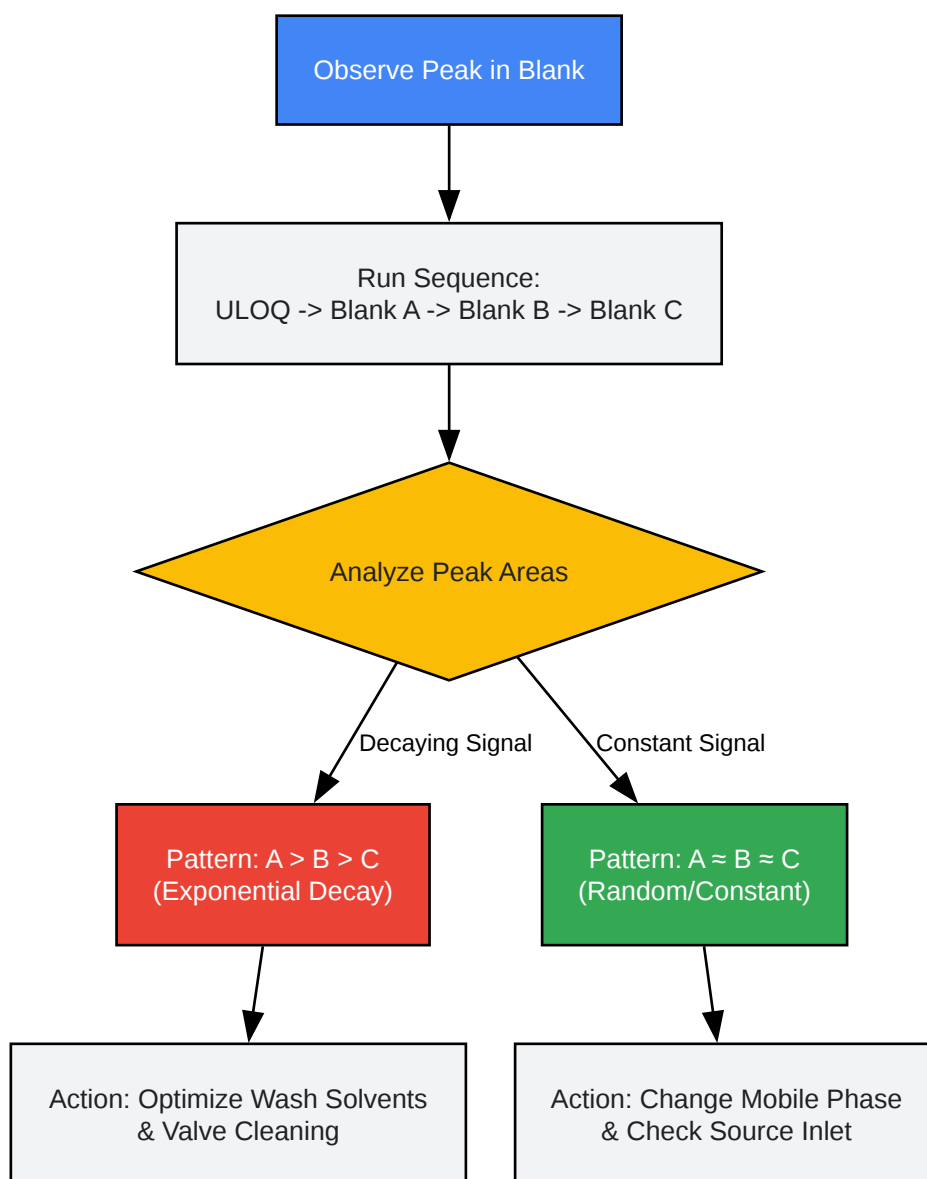 Observe Peak in Blank
Run Sequence:
ULOQ -> Blank A -> Blank B -> Blank C
Analyze Peak Areas
Decaying Signal
Constant Signal
Pattern: A > B > C
(Exponential Decay)
Pattern: A ≈ B ≈ C
(Random/Constant)
Action: Optimize Wash Solvents
& Valve Cleaning
Action: Change Mobile Phase
& Check Source Inlet